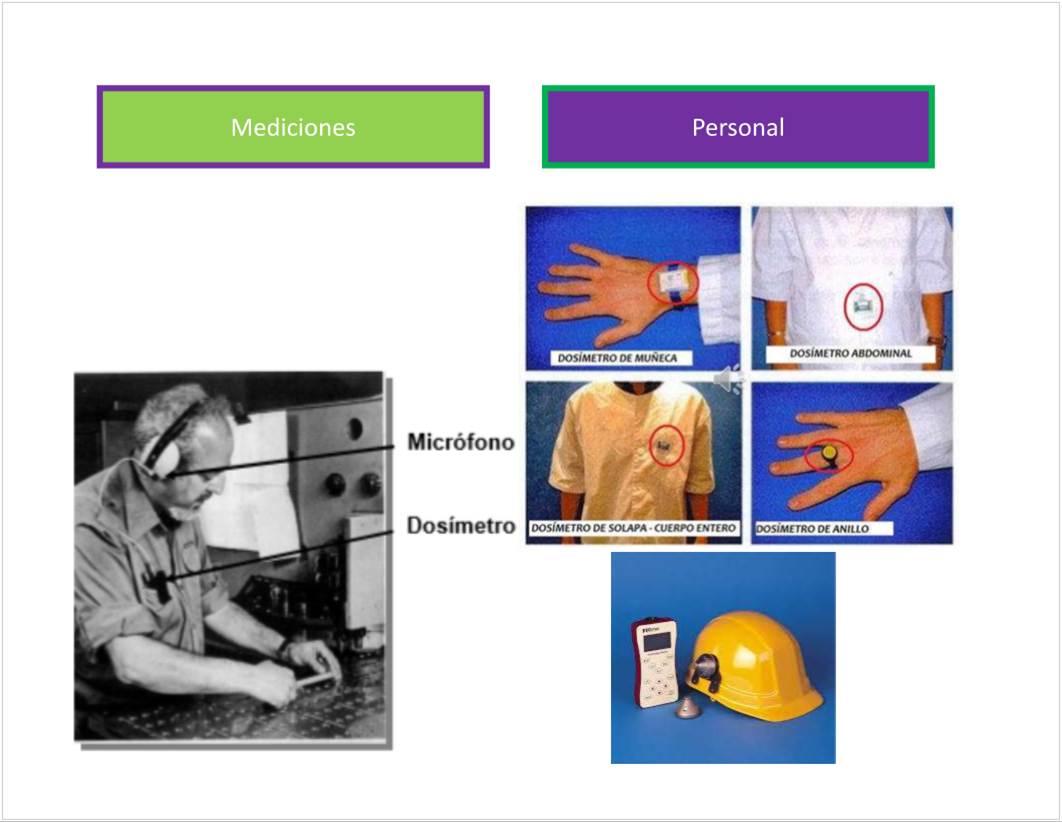 Mediciones
Personal
DOSÍMETRO DE MUÑECA
DOSÍMETRO ABDOMINAL
DOSÍMETRO DE SOLAPA - CUERPO ENTERO
DOSÍMETRO DE ANILLO
Micrófono
Dosímetro